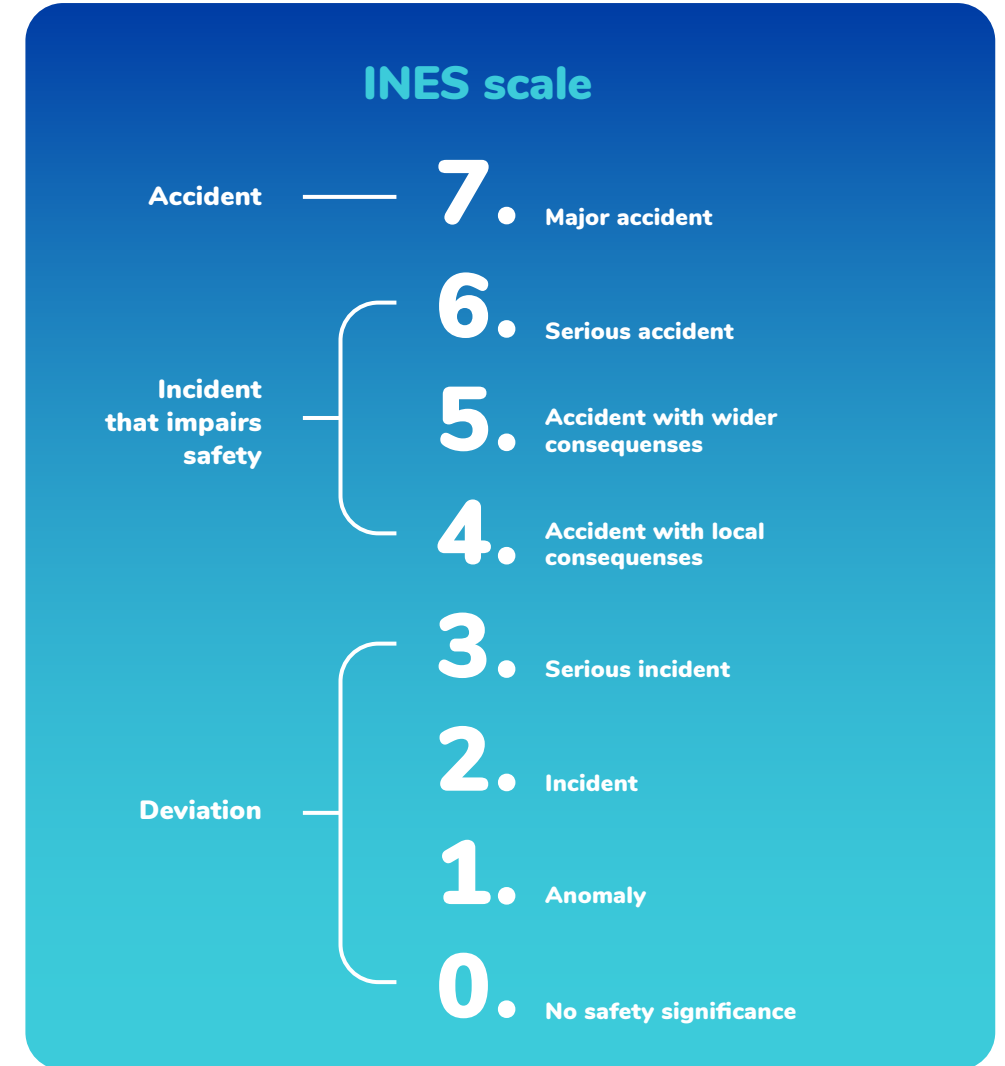 INES scale
Accident
7.
Major accident
6.
Serious accident
Incident
that impairs
safety
5.
Accident with wider
consequenses
4.
Accident with local
consequenses
3.
Serious incident
2.
Incident
Deviation
1.
Anomaly
0.
No safety significance